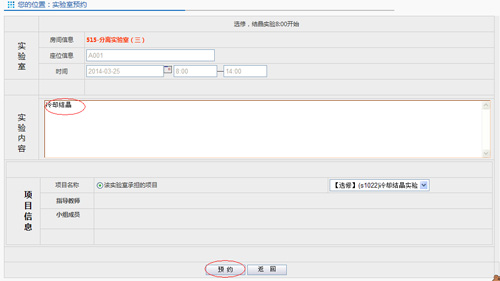 您的位置：实验室预约
选修，结晶实验8:00开始
实验室
房间信息 515-分离实验室（三）
座位信息 A001
时间 2014-03-25 8:00 — 14:00
实验内容
冷却结晶
项目信息
项目名称 该实验室承担的项目 【选修】(s1022)冷却结晶实验
指导教师
小组成员
预 约 返 回